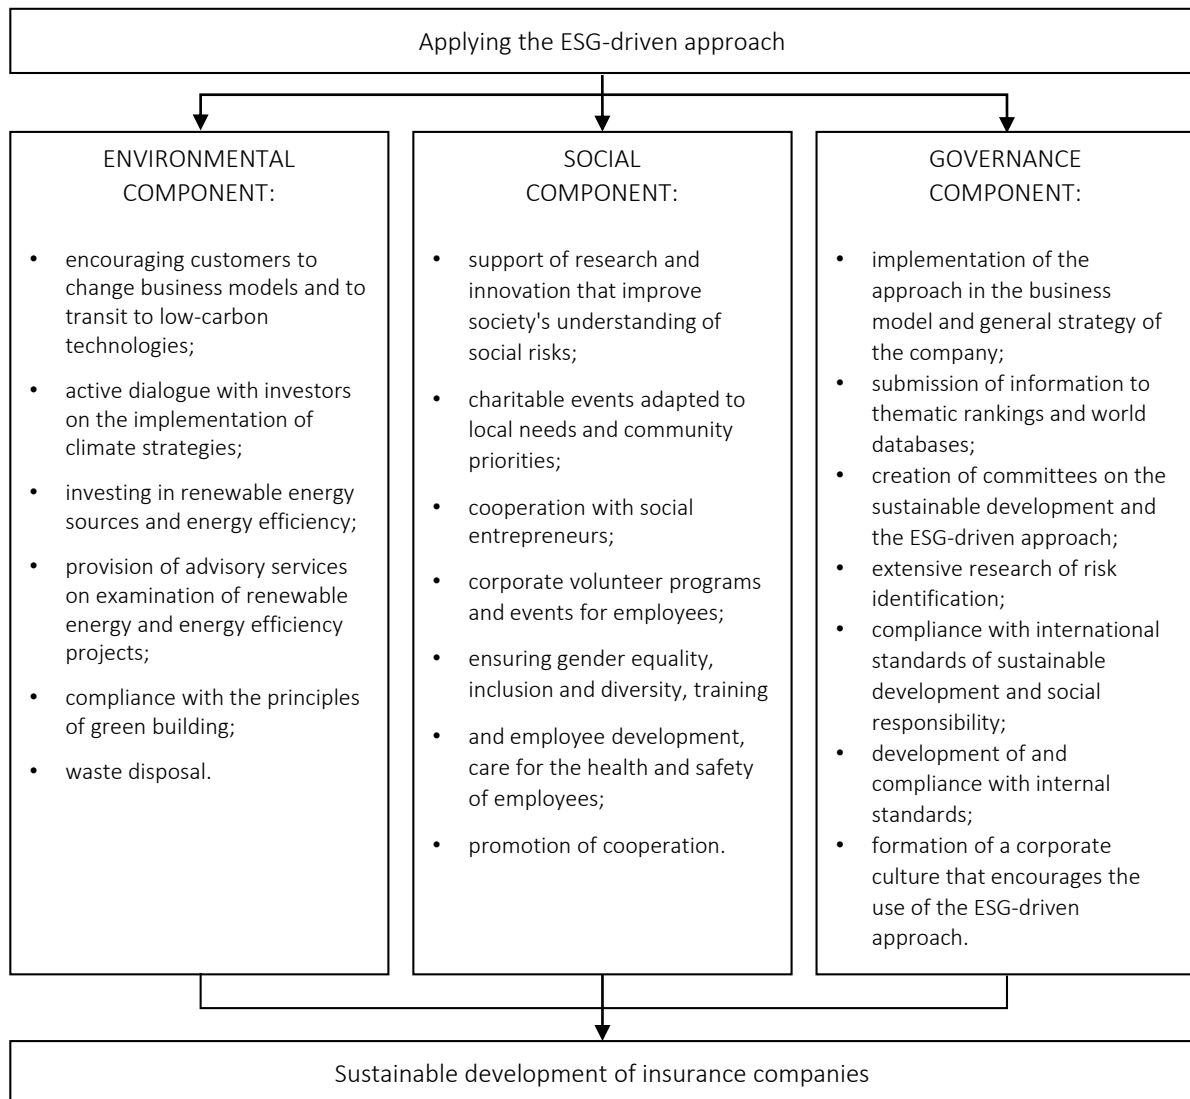 Applying the ESG-driven approach
ENVIRONMENTAL
COMPONENT:
• encouraging customers to
change business models and to
transit to low-carbon
technologies;
• active dialogue with investors
on the implementation of
climate strategies;
• investing in renewable energy
sources and energy efficiency;
• provision of advisory services
on examination of renewable
energy and energy efficiency
projects;
• compliance with the principles
of green building;
• waste disposal.
SOCIAL
COMPONENT:
• support of research and
innovation that improve
society's understanding of
social risks;
• charitable events adapted to
local needs and community
priorities;
• cooperation with social
entrepreneurs;
• corporate volunteer programs
and events for employees;
• ensuring gender equality,
inclusion and diversity, training
• and employee development,
care for the health and safety
of employees;
• promotion of cooperation.
GOVERNANCE
COMPONENT:
• implementation of the
approach in the business
model and general strategy of
the company;
• submission of information to
thematic rankings and world
databases;
• creation of committees on the
sustainable development and
the ESG-driven approach;
• extensive research of risk
identification;
• compliance with international
standards of sustainable
development and social
responsibility;
• development of and
compliance with internal
standards;
• formation of a corporate
culture that encourages the
use of the ESG-driven
approach.
Sustainable development of insurance companies